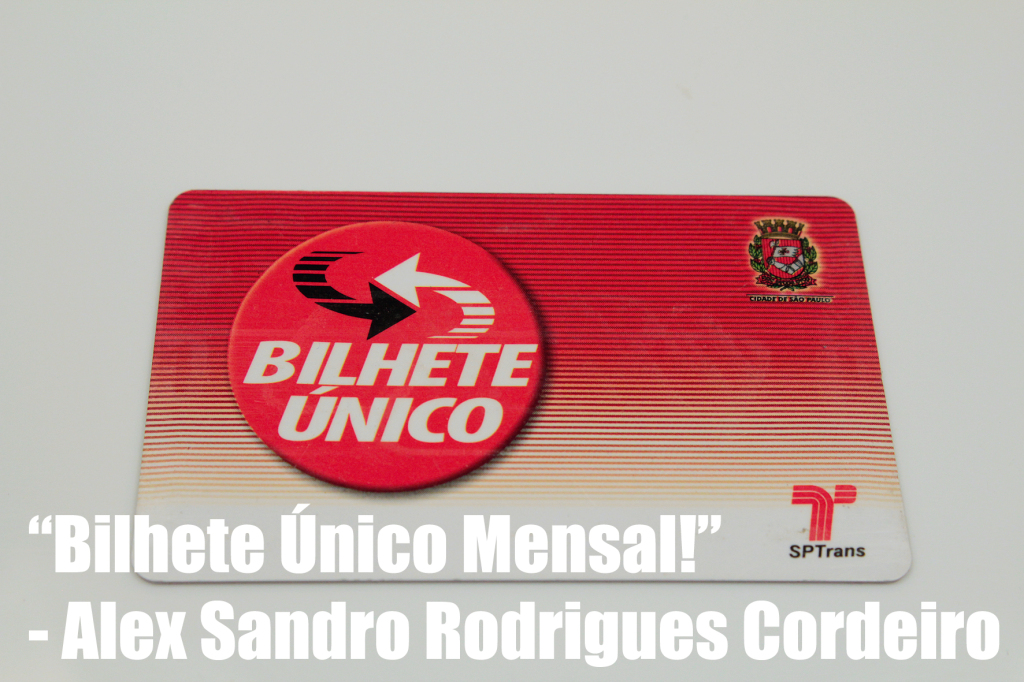 BILHETE
ÚNICO
CIDADE DE SÃO PAULO
SPTrans
“Bilhete Único Mensal!”
- Alex Sandro Rodrigues Cordeiro